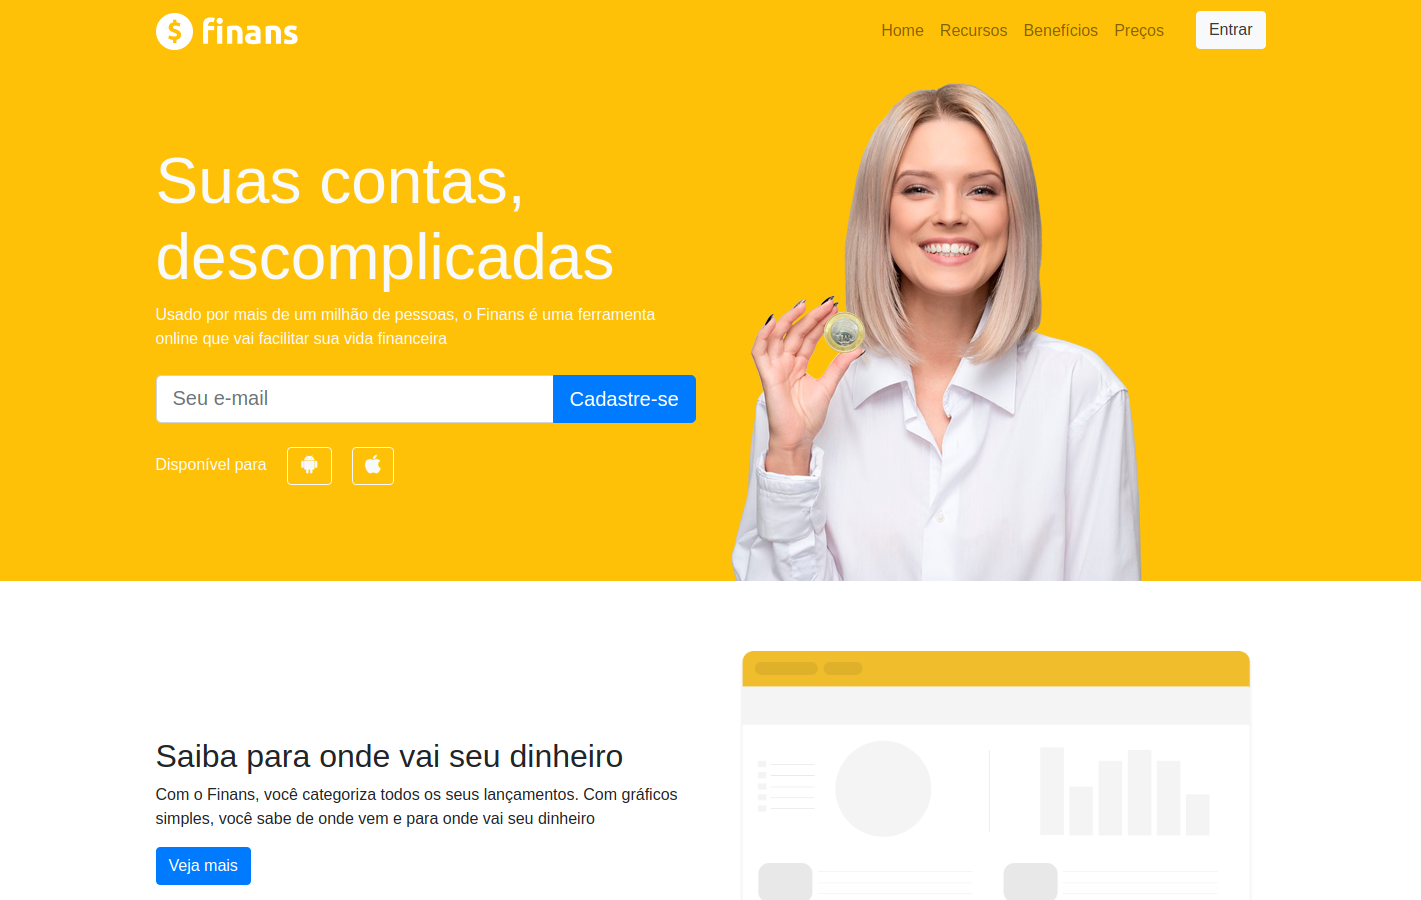 finans
Home Recursos Benefícios Preços Entrar
Suas contas,
descomplicadas
Usado por mais de um milhão de pessoas, o Finans é uma ferramenta
online que vai facilitar sua vida financeira
Seu e-mail Cadastre-se
Disponível para
Saiba para onde vai seu dinheiro
Com o Finans, você categoriza todos os seus lançamentos. Com gráficos
simples, você sabe de onde vem e para onde vai seu dinheiro
Veja mais